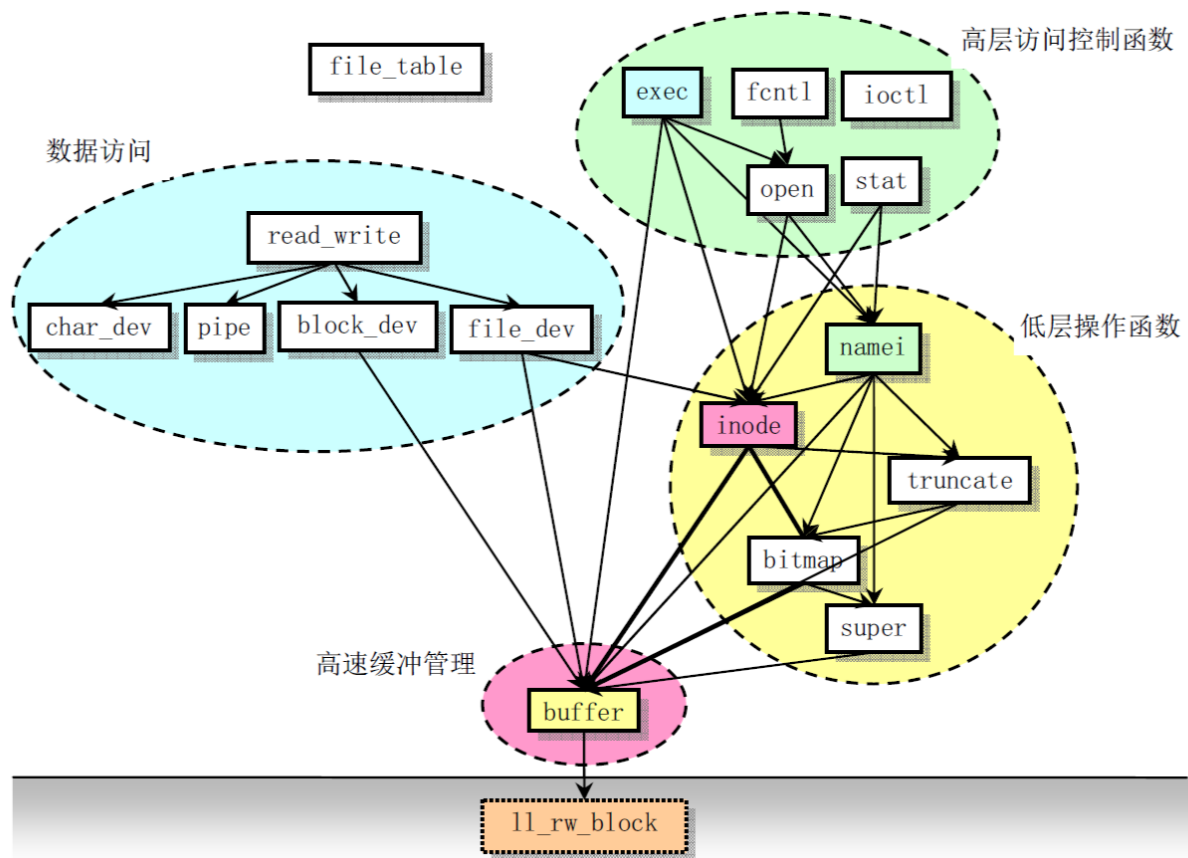 高层访问控制函数
file_table
exec
fcntl
ioctl
数据访问
open
stat
read_write
char_dev
pipe
block_dev
file_dev
低层操作函数
namei
inode
truncate
bitmap
super
高速缓冲管理
buffer
ll_rw_block